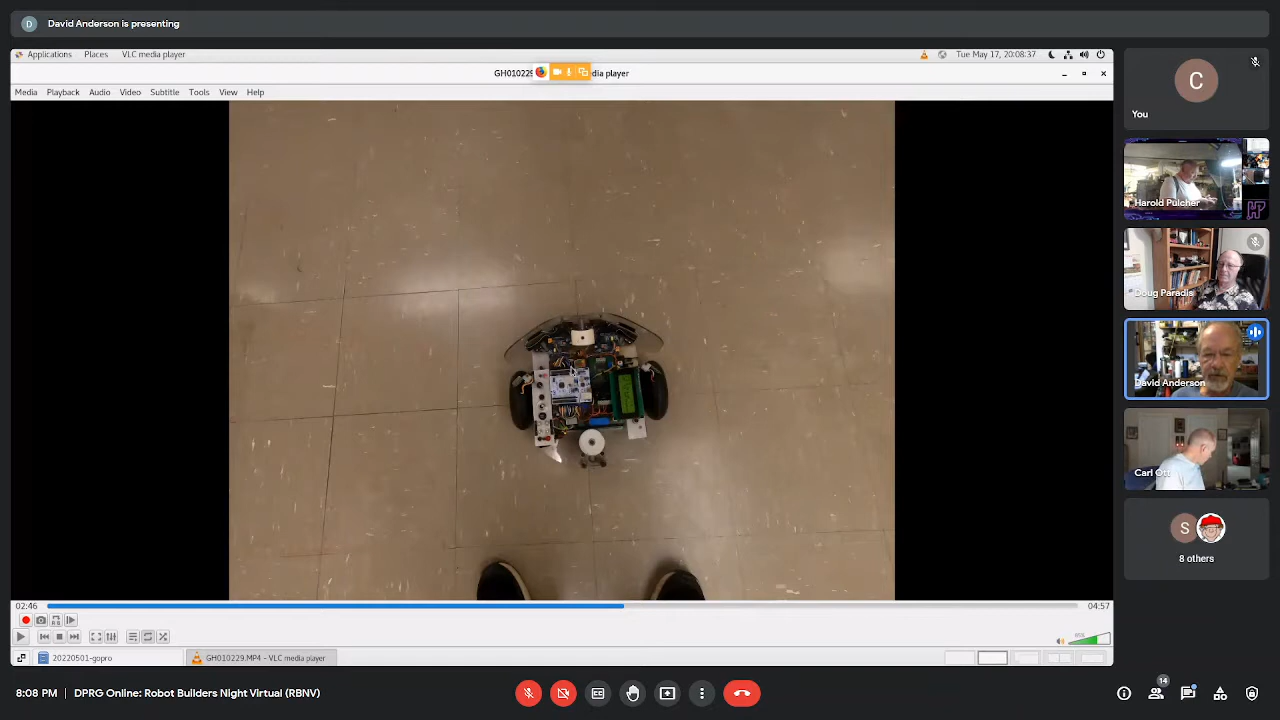 D David Anderson is presenting
Applications Places VLC media player
Tue May 17, 20:08:37
GH010229 dia player
Media Playback Audio Video Subtitle Tools View Help
C
You
Harold Pulcher
HP
Doug Paradis
David Anderson
Carl Ott
S
8 others
02:46
04:57
20220501-gopro
GH010229.MP4 - VLC media player
14
8:08 PM | DPRG Online: Robot Builders Night Virtual (RBNV)